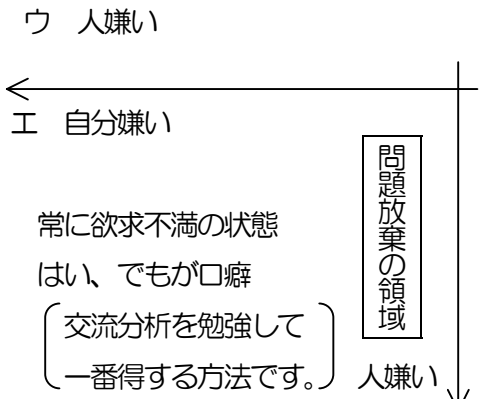 ウ 人嫌い
エ 自分嫌い
問題放棄の領域
常に欲求不満の状態
はい、でもが口癖
交流分析を勉強して
一番得する方法です。
人嫌い